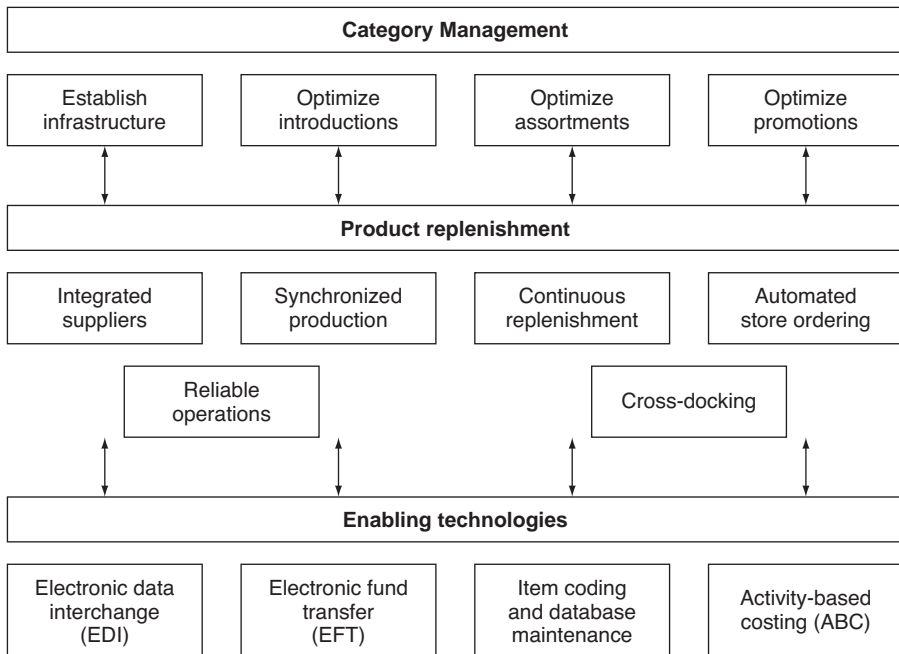 Category Management
Establish
infrastructure
Optimize
introductions
Optimize
assortments
Optimize
promotions
Product replenishment
Integrated
suppliers
Synchronized
production
Continuous
replenishment
Automated
store ordering
Reliable
operations
Cross-docking
Enabling technologies
Electronic data
interchange
(EDI)
Electronic fund
transfer
(EFT)
Item coding
and database
maintenance
Activity-based
costing (ABC)